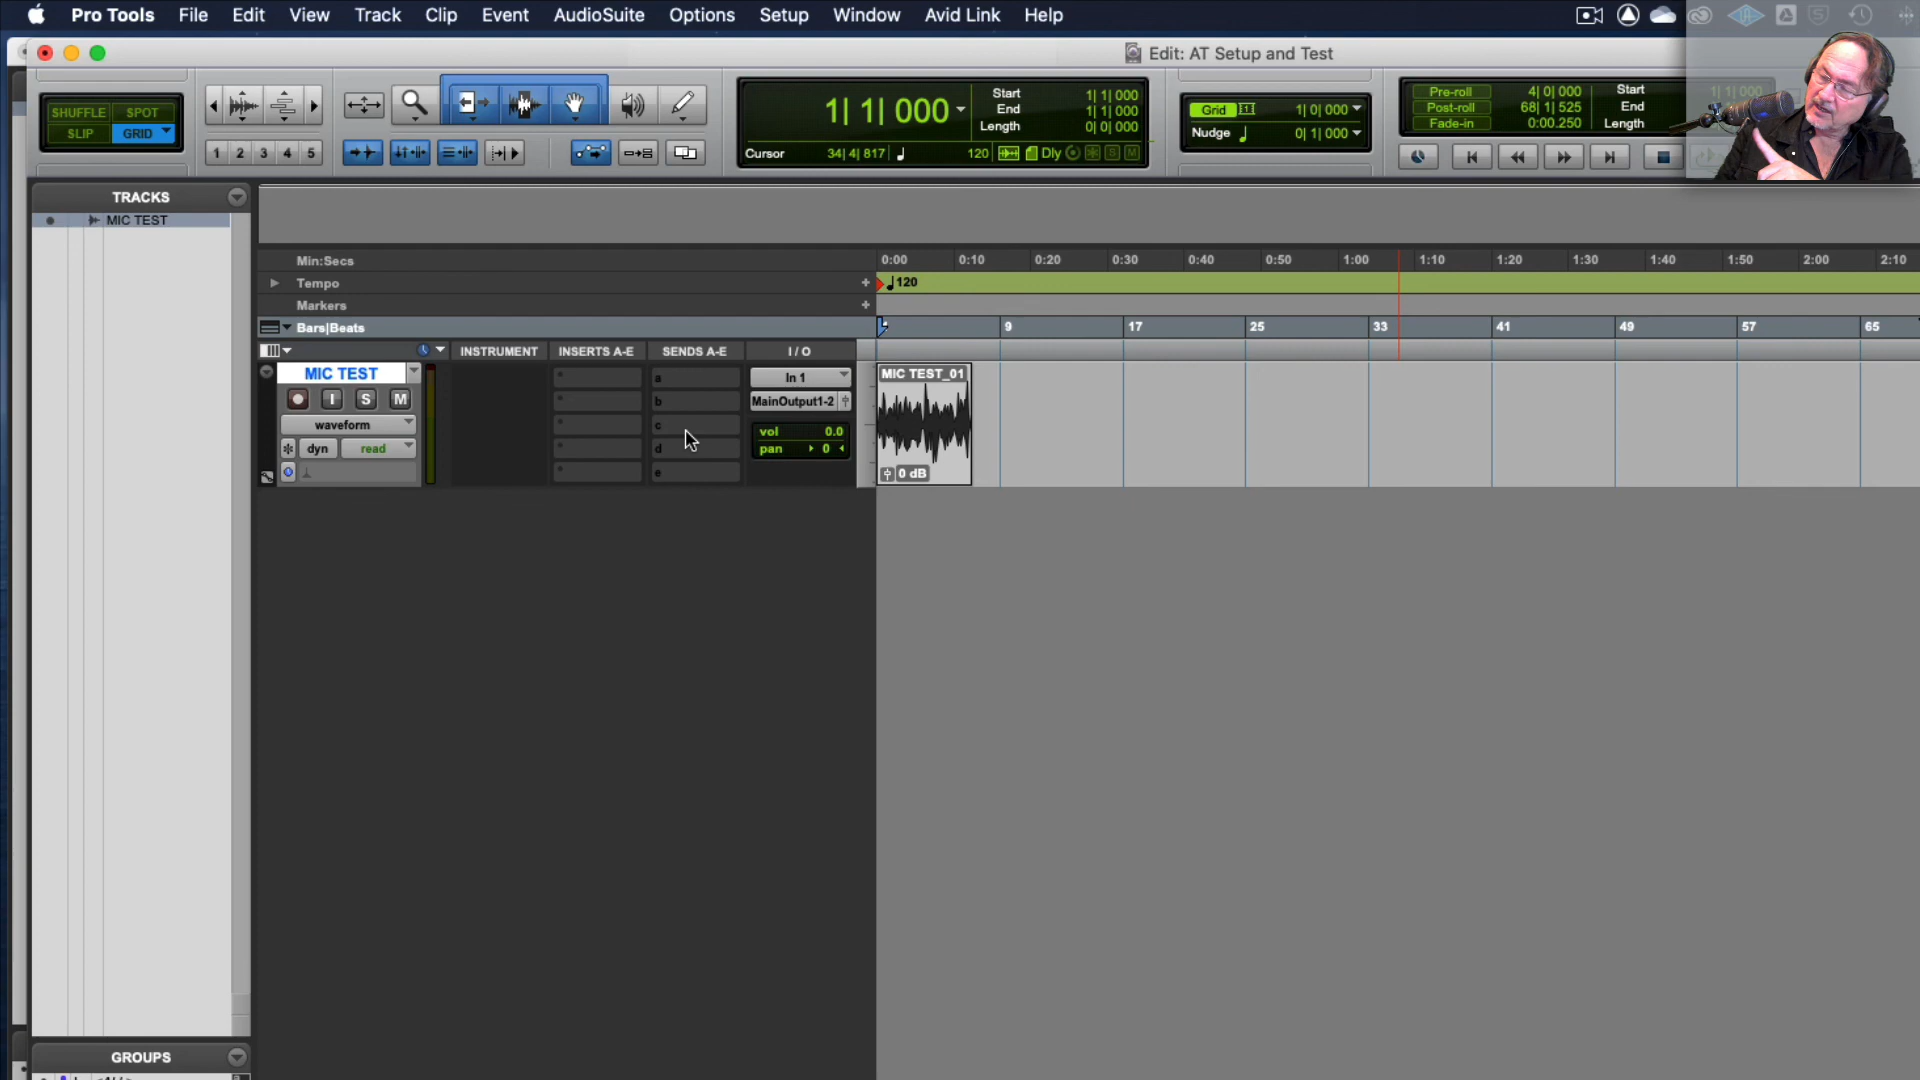 Pro Tools File Edit View Track Clip Event AudioSuite Options Setup Window Avid Link Help
Edit: AT Setup and Test
SHUFFLE SPOT
SLIP GRID
1 2 3 4 5
1| 1| 000
Start 1| 1| 000
End 1| 1| 000
Length 0| 0| 000
Cursor 34| 4| 817 120 Dly S M
Grid 1| 0| 000
Nudge 0| 1| 000
Pre-roll 4| 0| 000 Start
Post-roll 68| 1| 525 End
Fade-in 0:00.250 Length
TRACKS
MIC TEST
Min:Secs 0:00 0:10 0:20 0:30 0:40 0:50 1:00 1:10 1:20 1:30 1:40 1:50 2:00 2:10
Tempo + 120
Markers +
Bars|Beats 9 17 25 33 41 49 57 65
INSTRUMENT INSERTS A-E SENDS A-E I / O
MIC TEST
I S M
waveform
dyn read
a
b
c
d
e
In 1
MainOutput1-2
vol 0.0
pan 0
MIC TEST_01
0 dB
GROUPS